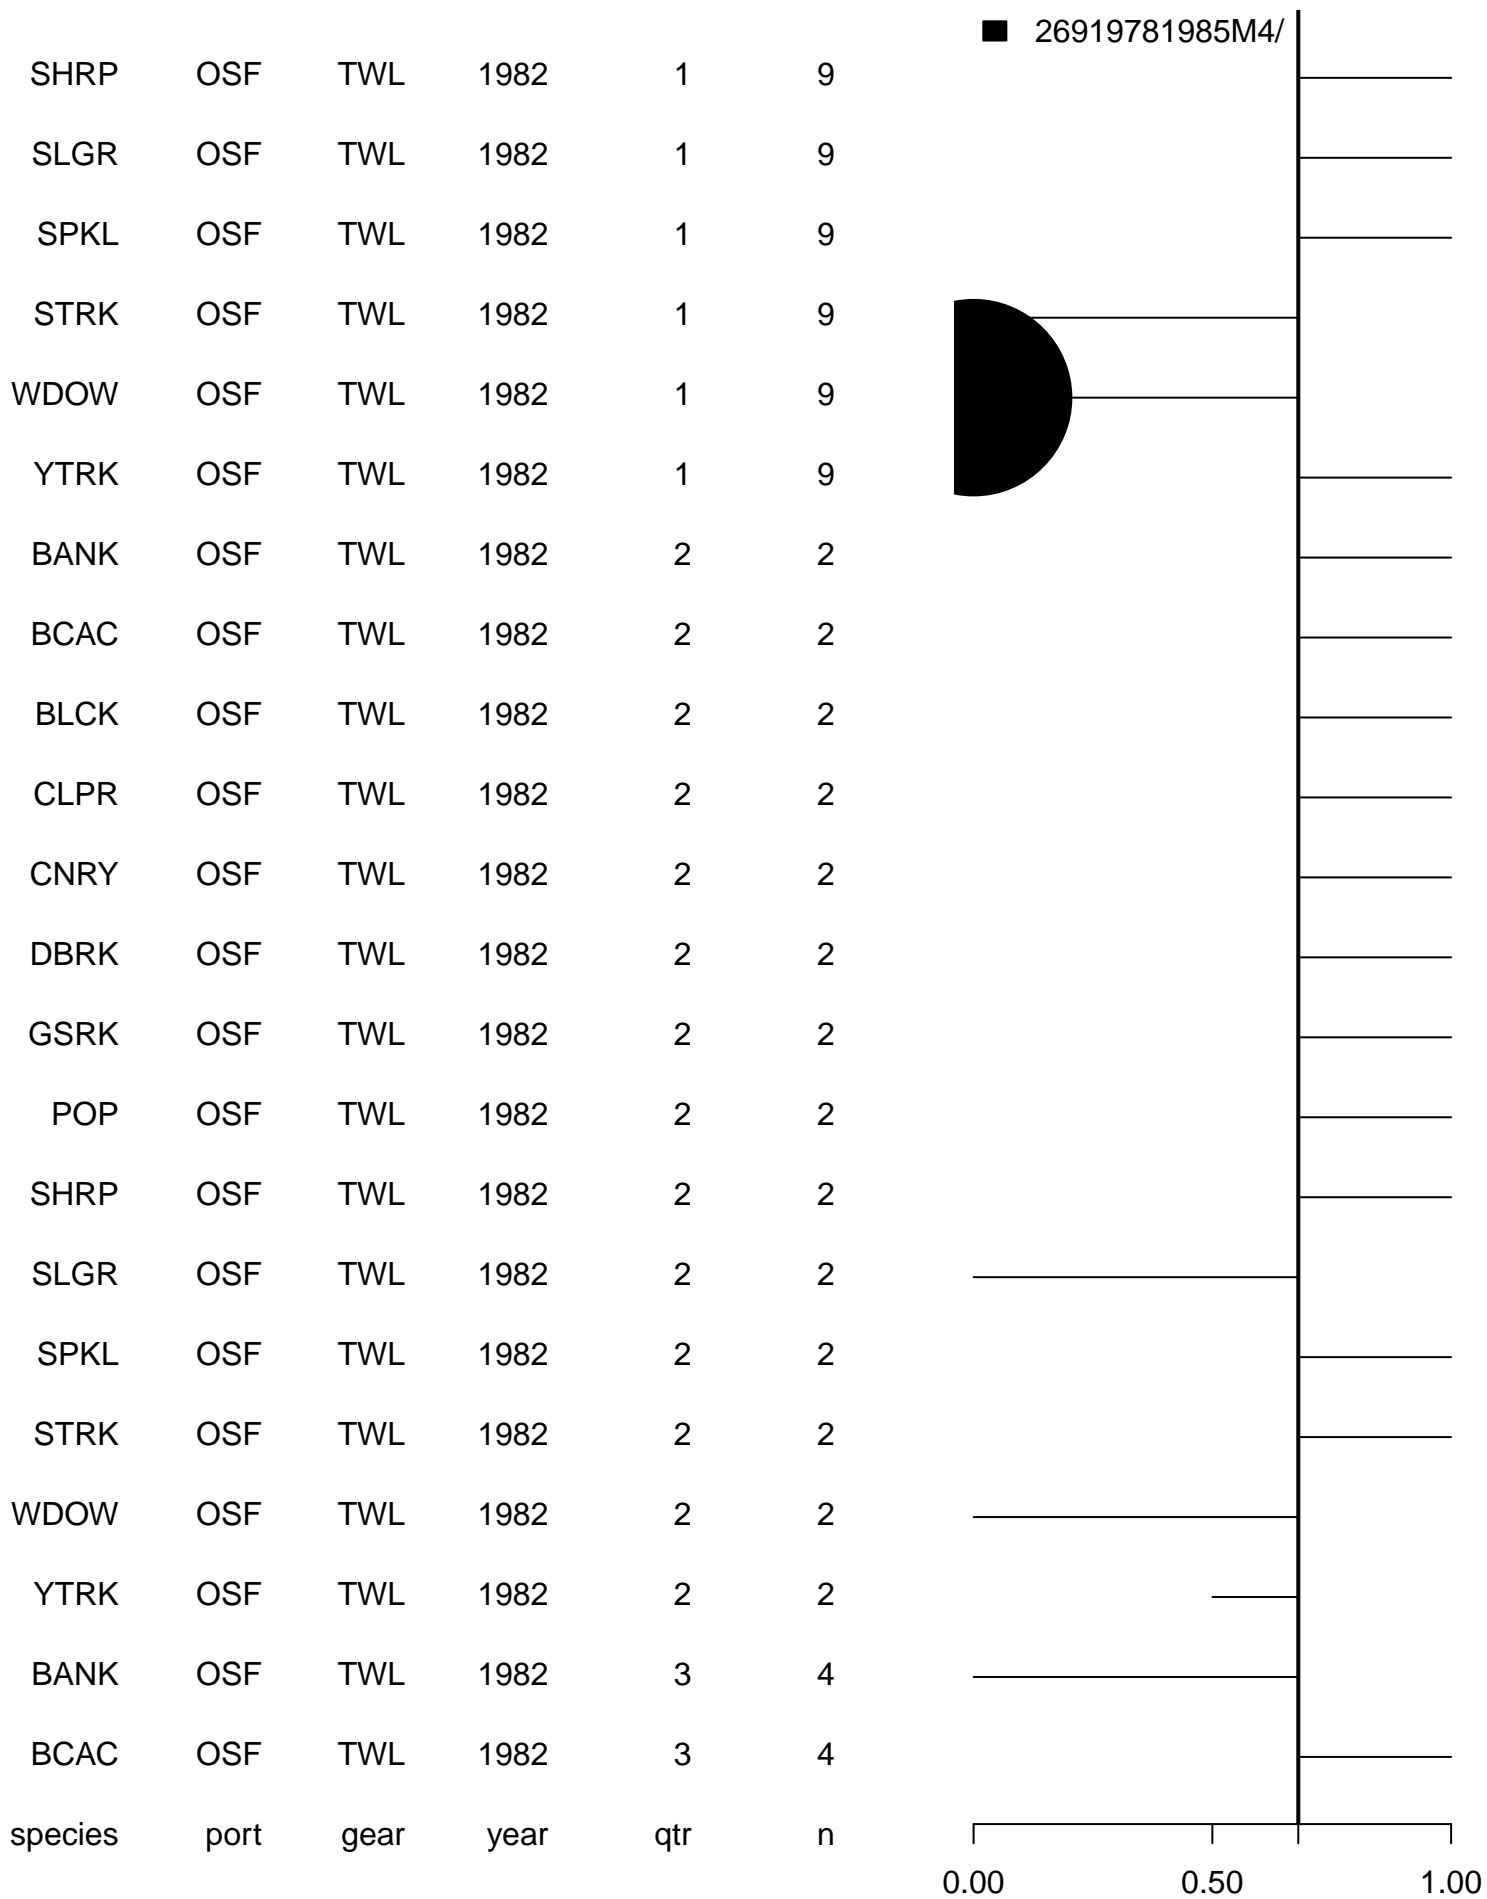 26919781985M4/
SHRP OSF TWL 1982 1 9
SLGR OSF TWL 1982 1 9
SPKL OSF TWL 1982 1 9
STRK OSF TWL 1982 1 9
WDOW OSF TWL 1982 1 9
YTRK OSF TWL 1982 1 9
BANK OSF TWL 1982 2 2
BCAC OSF TWL 1982 2 2
BLCK OSF TWL 1982 2 2
CLPR OSF TWL 1982 2 2
CNRY OSF TWL 1982 2 2
DBRK OSF TWL 1982 2 2
GSRK OSF TWL 1982 2 2
POP OSF TWL 1982 2 2
SHRP OSF TWL 1982 2 2
SLGR OSF TWL 1982 2 2
SPKL OSF TWL 1982 2 2
STRK OSF TWL 1982 2 2
WDOW OSF TWL 1982 2 2
YTRK OSF TWL 1982 2 2
BANK OSF TWL 1982 3 4
BCAC OSF TWL 1982 3 4
species port gear year qtr n
0.00 0.50 1.00